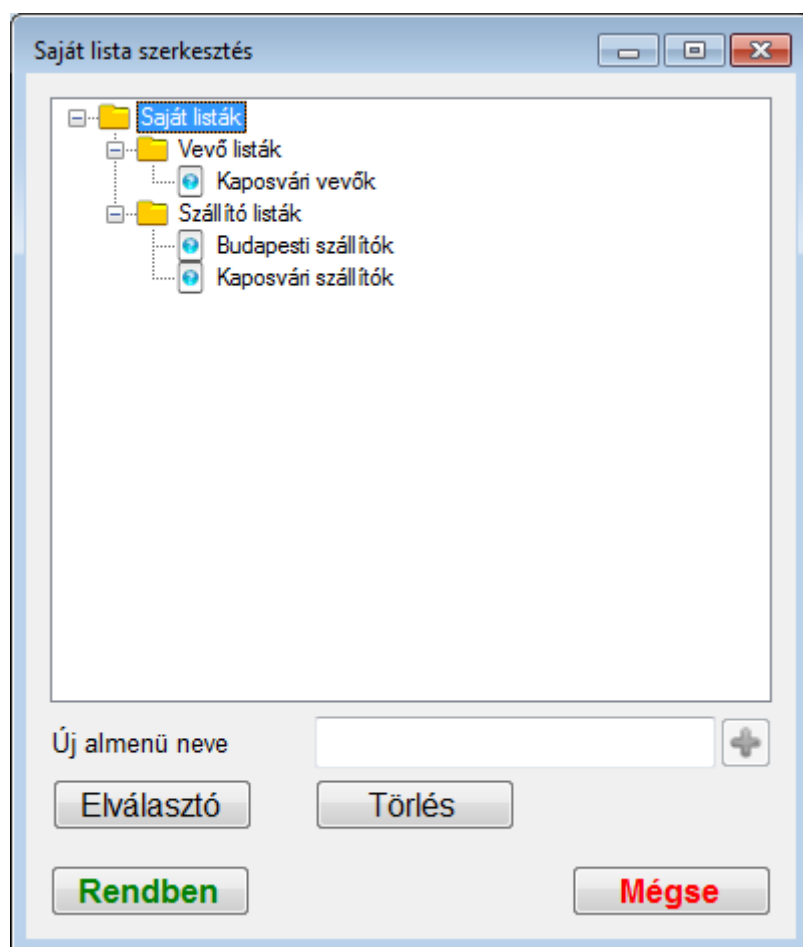 Saját lista szerkesztés
Saját listák
Vevő listák
Kaposvári vevők
Szállító listák
Budapesti szállítók
Kaposvári szállítók
Új almenü neve
Elválasztó Törlés
Rendben Mégse